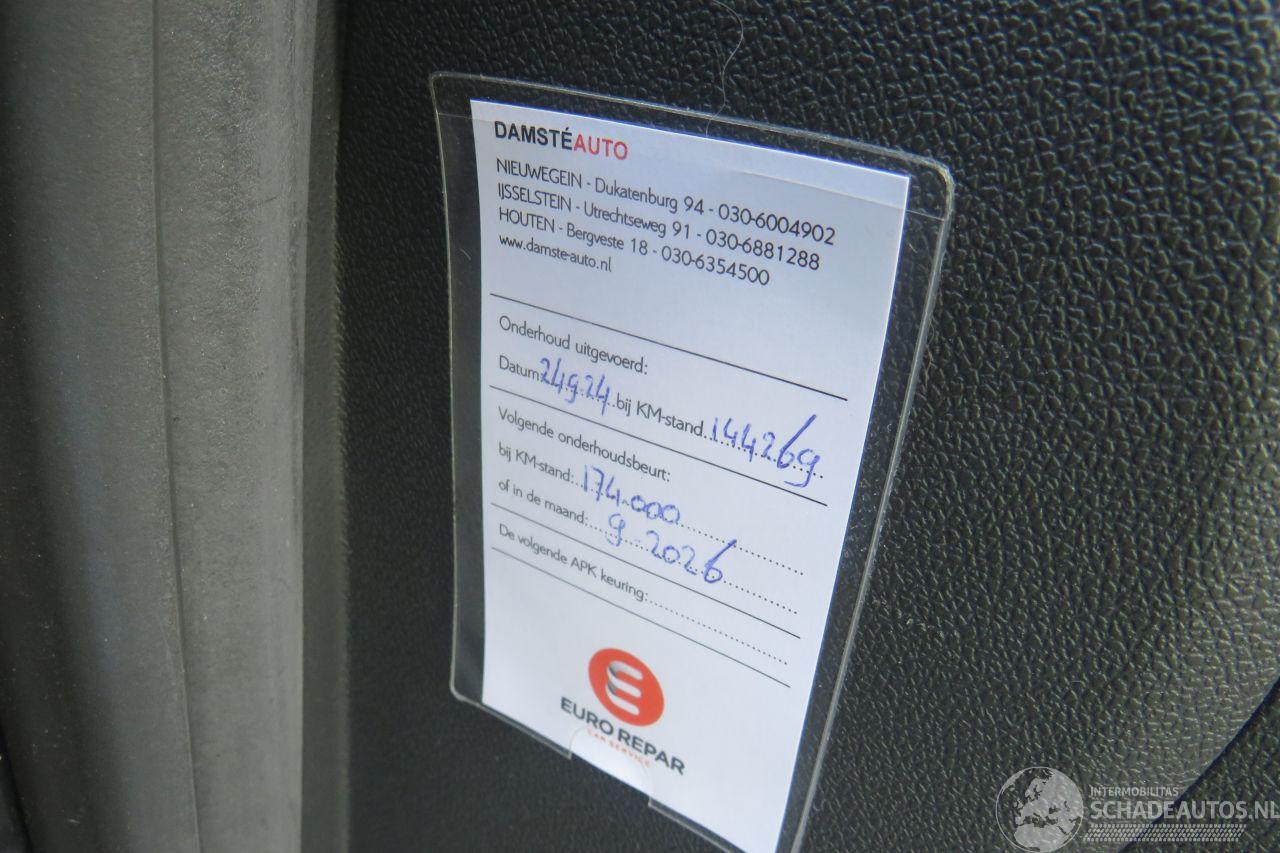 DAMSTÉAUTO
NIEUWEGEIN - Dukatenburg 94 - 030-6004902
IJSSELSTEIN - Utrechtseweg 91 - 030-6881288
HOUTEN - Bergveste 18 - 030-6354500
www.damste-auto.nl
Onderhoud uitgevoerd:
Datum: 24 9 24 bij KM-stand 144269
Volgende onderhoudsbeurt:
bij KM-stand: 174.000
of in de maand: 9-2026
De volgende APK keuring:
EURO REPAR
CAR SERVICE
INTERMOBILITAS
SCHADEAUTOS.NL